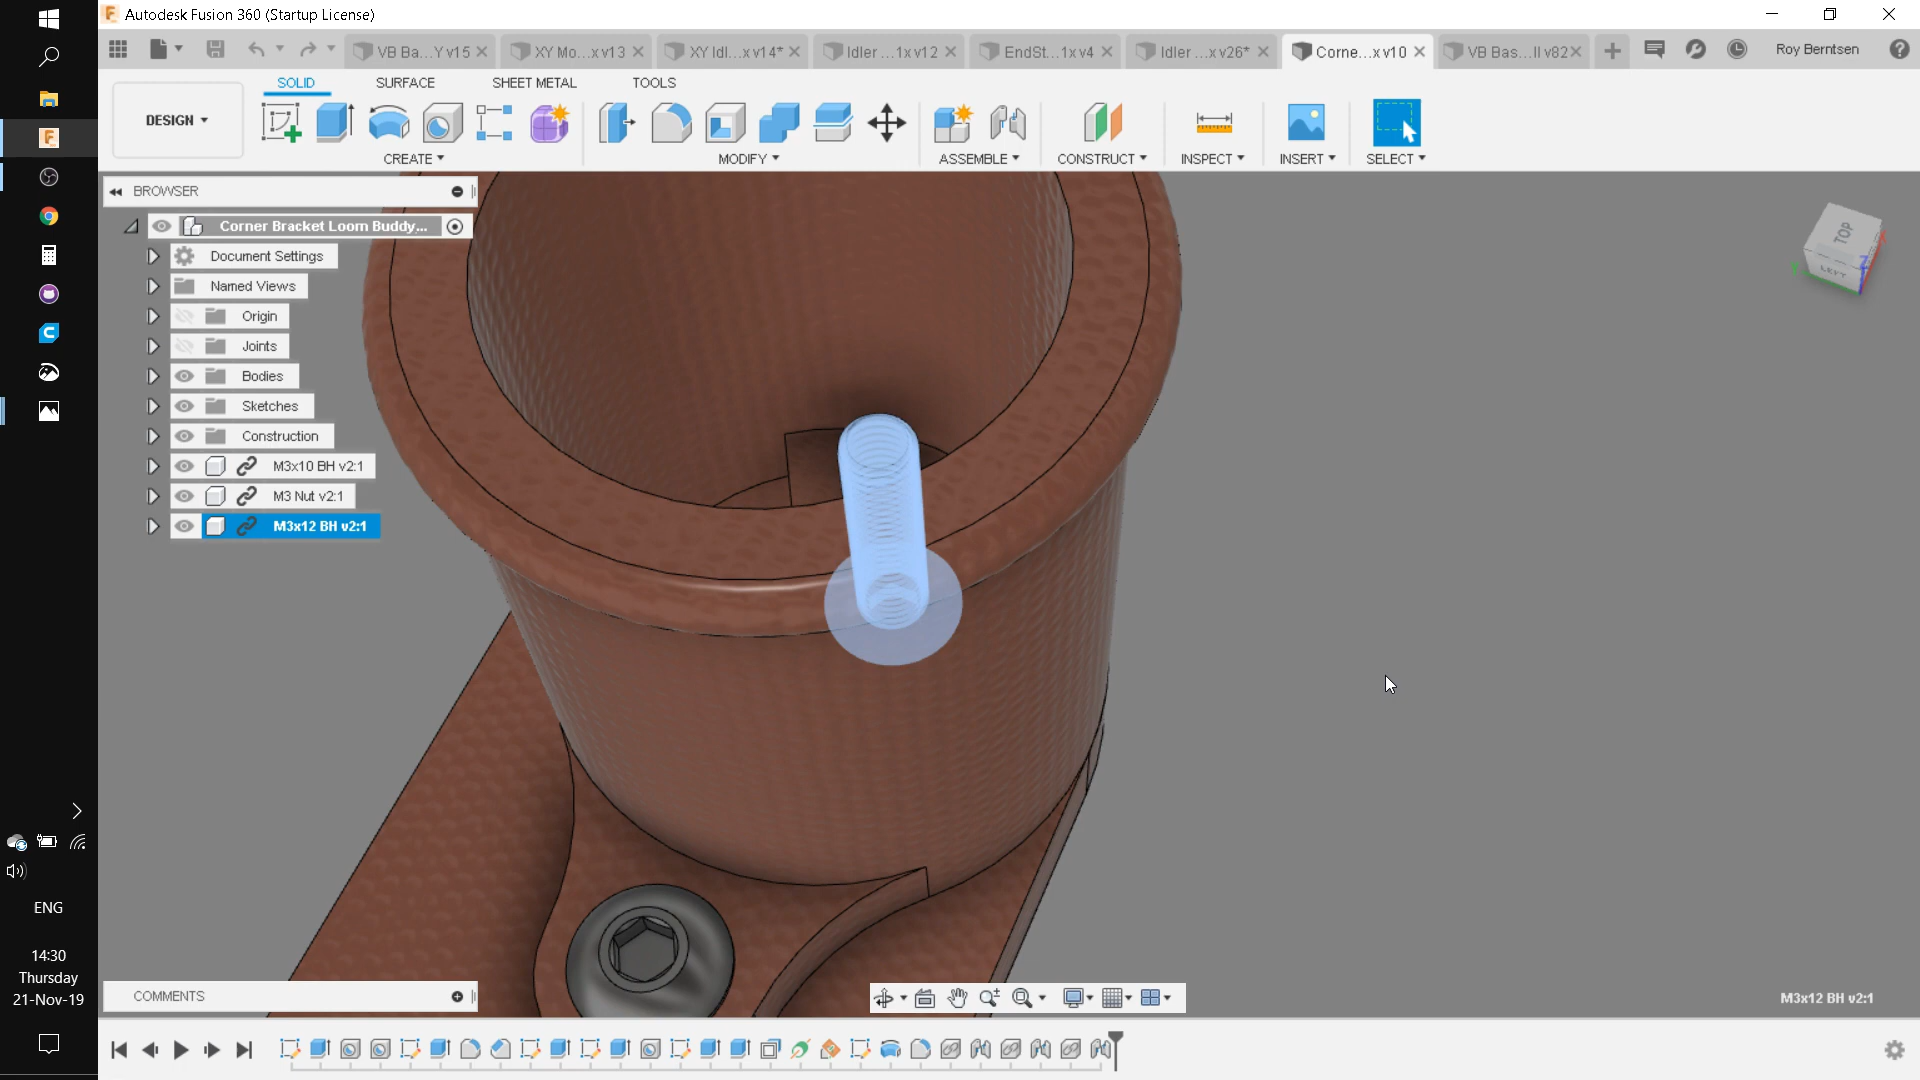 Autodesk Fusion 360 (Startup License)
VB Ba...Y v15
XY Mo...x v13
XY Idl...x v14*
Idler ...1x v12
EndSt...1x v4
Idler ...x v26*
Corne...x v10
VB Bas...ll v82
Roy Berntsen
SOLID
SURFACE
SHEET METAL
TOOLS
DESIGN
CREATE
MODIFY
ASSEMBLE
CONSTRUCT
INSPECT
INSERT
SELECT
BROWSER
Corner Bracket Loom Buddy...
Document Settings
Named Views
Origin
Joints
Bodies
Sketches
Construction
M3x10 BH v2:1
M3 Nut v2:1
M3x12 BH v2:1
TOP
LEFT
X
Z
ENG
14:30
Thursday
21-Nov-19
COMMENTS
M3x12 BH v2:1